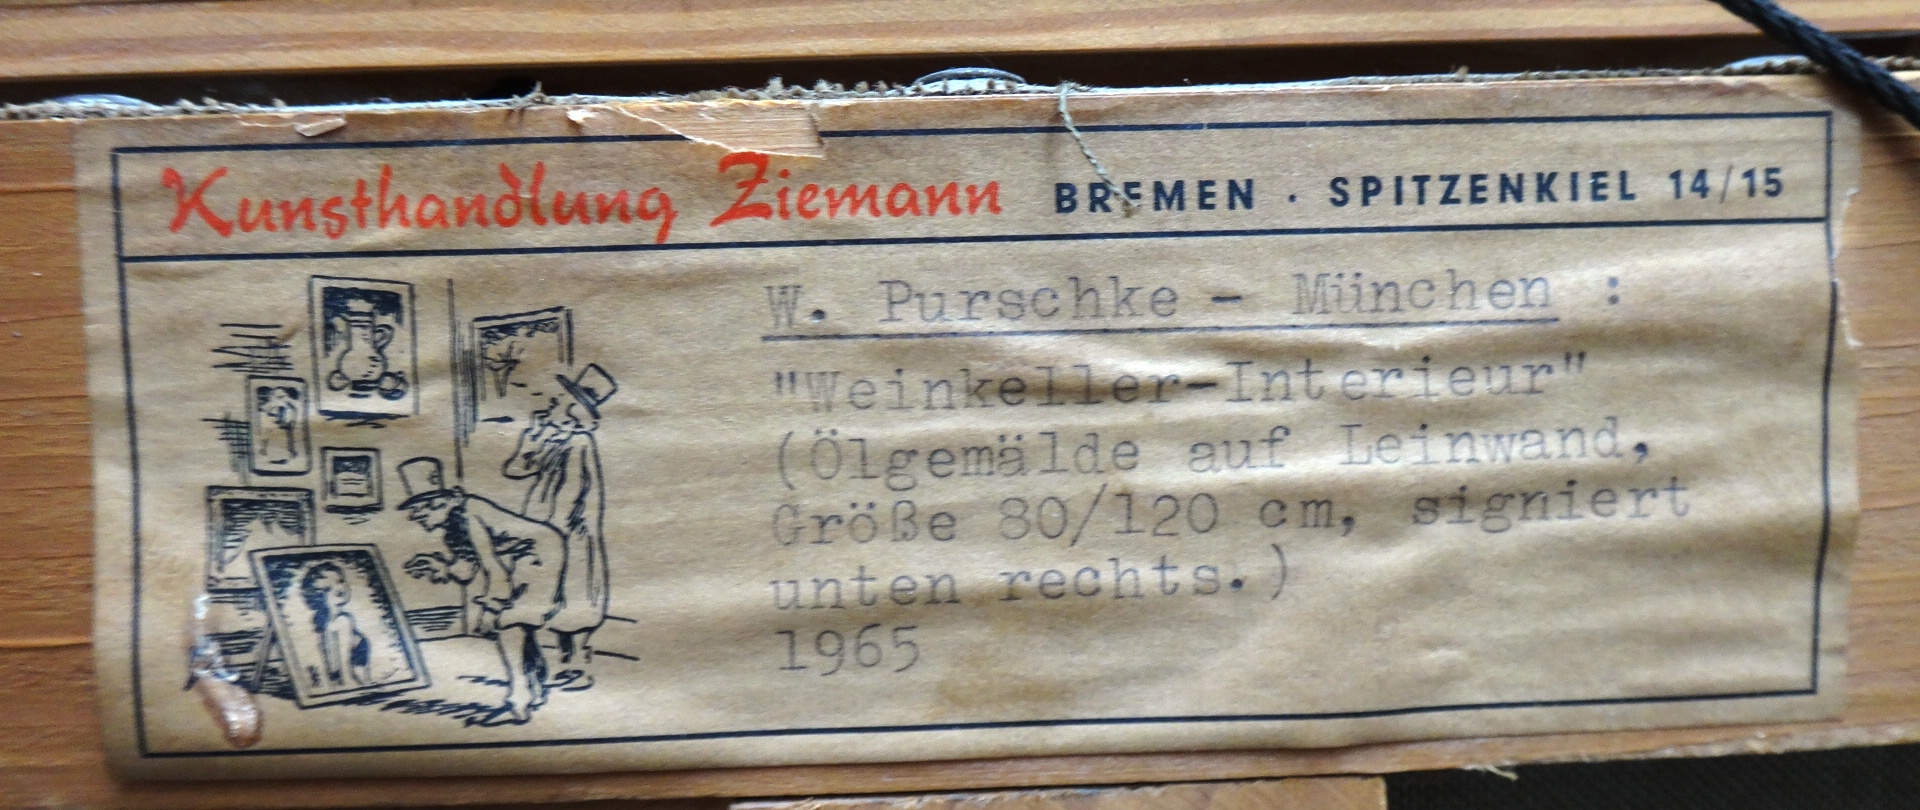 Kunsthandlung Ziemann BREMEN · SPITZENKIEL 14/15
W. Purschke - München :
"Weinkeller-Interieur"
(Ölgemälde auf Leinwand,
Größe 80/120 cm, signiert
unten rechts.)
1965